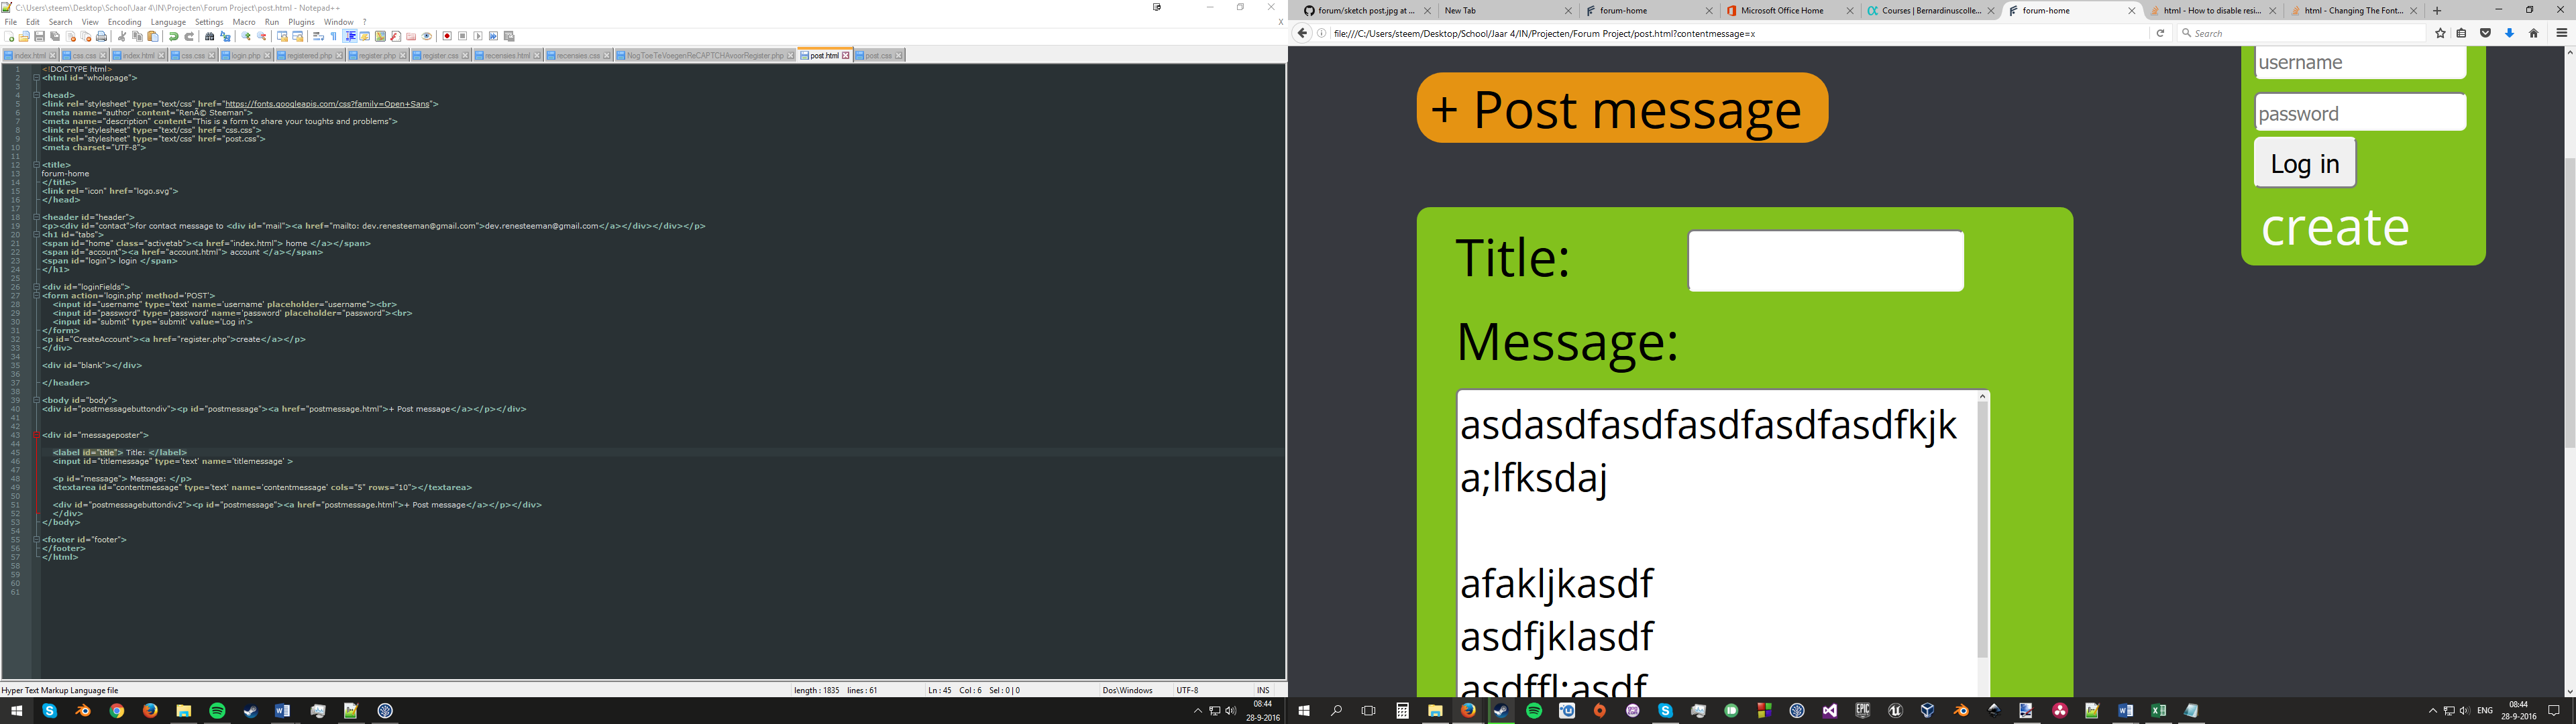 C:\Users\steem\Desktop\School\Jaar 4\IN\Projecten\Forum Project\post.html - Notepad++
File Edit Search View Encoding Language Settings Macro Run Plugins Window ? X
index.html css.css index.html css.css login.php registered.php register.php register.css recensies.html recensies.css NogToeTeVoegenReCAPTCHAvoorRegister.php post.html post.css
1 <!DOCTYPE html>
2 <html id="wholepage">
3
4 <head>
5 <link rel="stylesheet" type="text/css" href="https://fonts.googleapis.com/css?family=Open+Sans">
6 <meta name="author" content="RenÃ© Steeman">
7 <meta name="description" content="This is a form to share your toughts and problems">
8 <link rel="stylesheet" type="text/css" href="css.css">
9 <link rel="stylesheet" type="text/css" href="post.css">
10 <meta charset="UTF-8">
11
12 <title>
13 forum-home
14 </title>
15 <link rel="icon" href="logo.svg">
16 </head>
17
18 <header id="header">
19 <p><div id="contact">for contact message to <div id="mail"><a href="mailto: dev.renesteeman@gmail.com">dev.renesteeman@gmail.com</a></div></div></p>
20 <h1 id="tabs">
21 <span id="home" class="activetab"><a href="index.html"> home </a></span>
22 <span id="account"><a href="account.html"> account </a></span>
23 <span id="login"> login </span>
24 </h1>
25
26 <div id="loginFields">
27 <form action='login.php' method='POST'>
28 <input id="username" type='text' name='username' placeholder="username"><br>
29 <input id="password" type='password' name='password' placeholder="password"><br>
30 <input id="submit" type='submit' value='Log in'>
31 </form>
32 <p id="CreateAccount"><a href="register.php">create</a></p>
33 </div>
34
35 <div id="blank"></div>
36
37 </header>
38
39 <body id="body">
40 <div id="postmessagebuttondiv"><p id="postmessage"><a href="postmessage.html">+ Post message</a></p></div>
41
42
43 <div id="messageposter">
44
45 <label id="title"> Title: </label>
46 <input id="titlemessage" type='text' name='titlemessage' >
47
48 <p id="message"> Message: </p>
49 <textarea id="contentmessage" type='text' name='contentmessage' cols="5" rows="10"></textarea>
50
51 <div id="postmessagebuttondiv2"><p id="postmessage"><a href="postmessage.html">+ Post message</a></p></div>
52 </div>
53 </body>
54
55 <footer id="footer">
56 </footer>
57 </html>
58
59
60
61
Hyper Text Markup Language file length : 1835 lines : 61 Ln : 45 Col : 6 Sel : 0 | 0 Dos\Windows UTF-8 INS
08:44
28-9-2016
forum/sketch post.jpg at ... New Tab forum-home Microsoft Office Home Courses | Bernardinuscolle... forum-home html - How to disable resi... html - Changing The Font...
file:///C:/Users/steem/Desktop/School/Jaar 4/IN/Projecten/Forum Project/post.html?contentmessage=x Search
username
+ Post message
password
Log in
create
Title:
Message:
asdasdfasdfasdfasdfasdfkjk
a;lfksdaj
afakljkasdf
asdfjklasdf
asdffl;asdf
ENG
08:44
28-9-2016